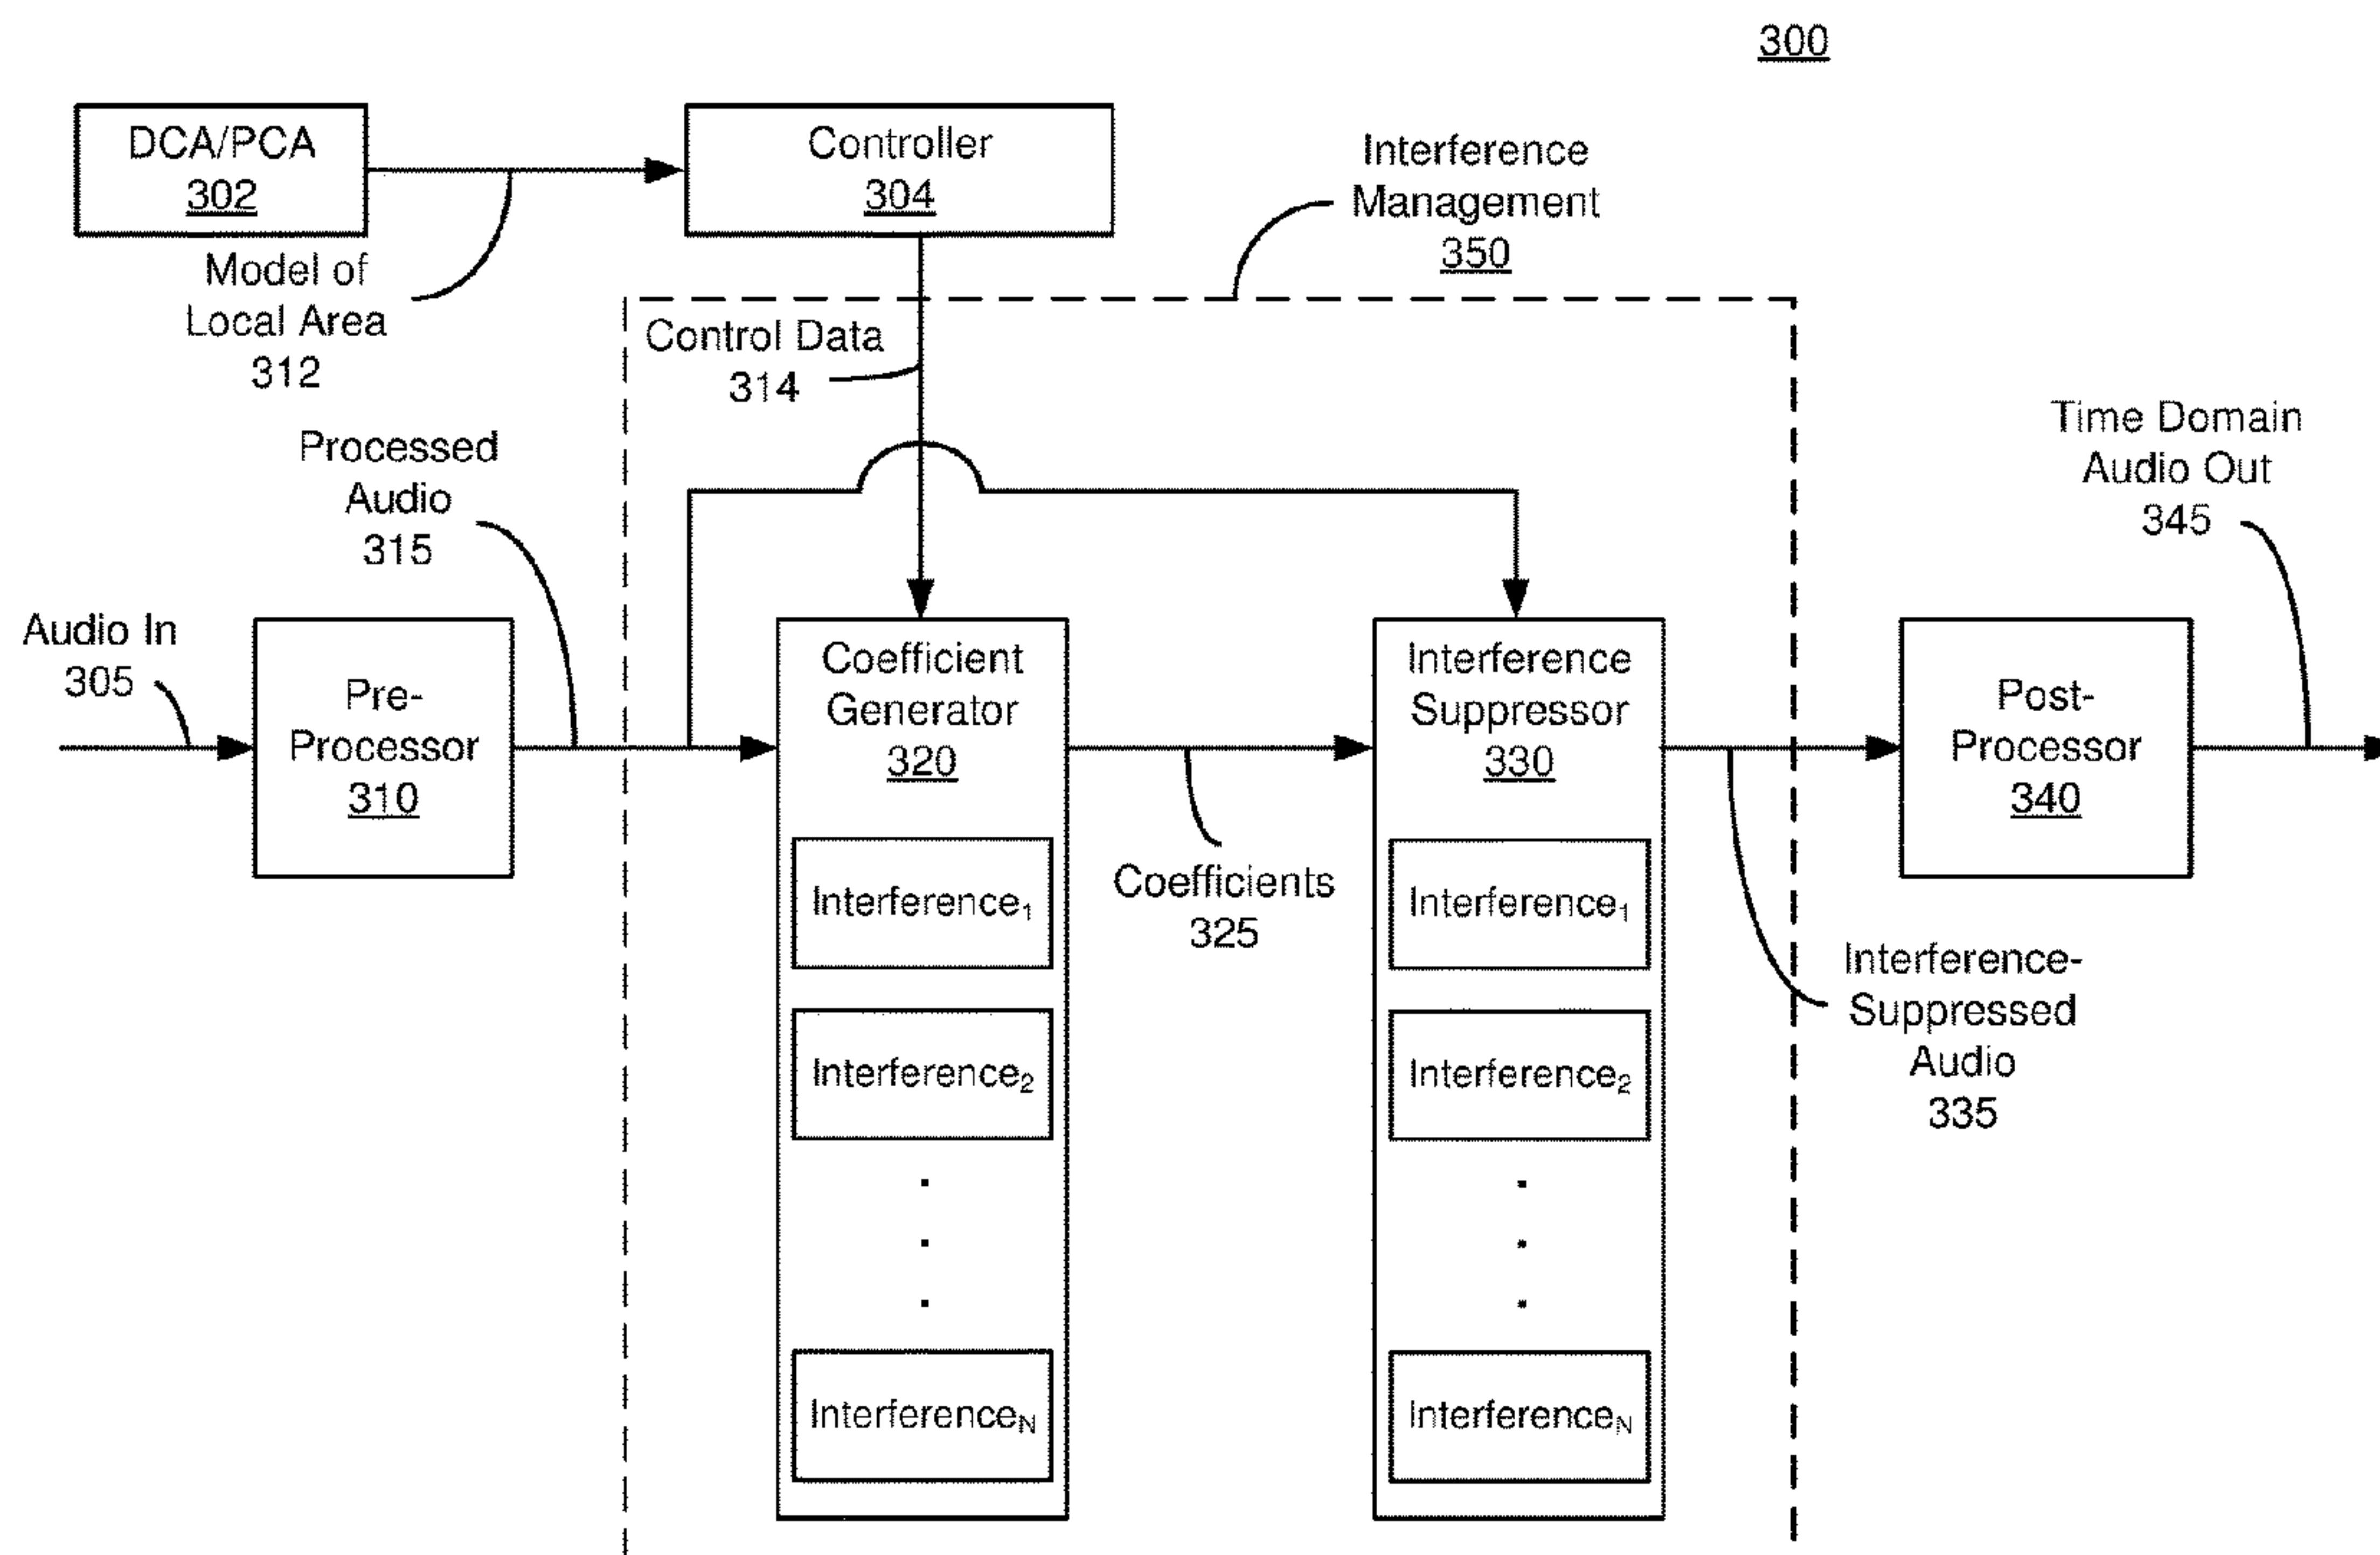 300
DCA/PCA
302
Controller
304
Interference
Management
350
Model of
Local Area
312
Control Data
314
Processed
Audio
315
Time Domain
Audio Out
345
Audio In
305
Pre-
Processor
310
Coefficient
Generator
320
Interference
Suppressor
330
Post-
Processor
340
Interference₁
Interference₂
.
.
.
Interference_N
Coefficients
325
Interference₁
Interference₂
.
.
.
Interference_N
Interference-
Suppressed
Audio
335